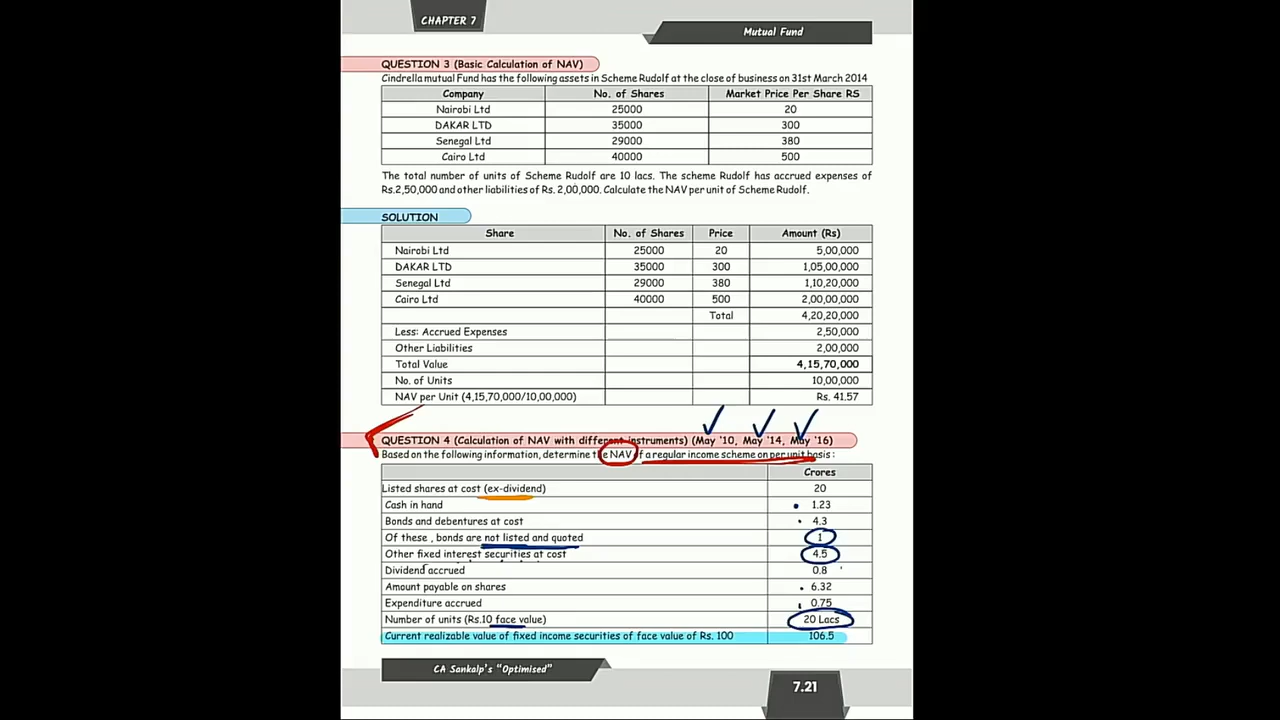 CHAPTER 7
Mutual Fund
QUESTION 3 (Basic Calculation of NAV)
Cindrella mutual Fund has the following assets in Scheme Rudolf at the close of business on 31st March 2014
Company No. of Shares Market Price Per Share RS
Nairobi Ltd 25000 20
DAKAR LTD 35000 300
Senegal Ltd 29000 380
Cairo Ltd 40000 500
The total number of units of Scheme Rudolf are 10 lacs. The scheme Rudolf has accrued expenses of
Rs.2,50,000 and other liabilities of Rs. 2,00,000. Calculate the NAV per unit of Scheme Rudolf.
SOLUTION
Share No. of Shares Price Amount (Rs)
Nairobi Ltd 25000 20 5,00,000
DAKAR LTD 35000 300 1,05,00,000
Senegal Ltd 29000 380 1,10,20,000
Cairo Ltd 40000 500 2,00,00,000
Total 4,20,20,000
Less: Accrued Expenses 2,50,000
Other Liabilities 2,00,000
Total Value 4,15,70,000
No. of Units 10,00,000
NAV per Unit (4,15,70,000/10,00,000) Rs. 41.57
QUESTION 4 (Calculation of NAV with different instruments) (May '10, May '14, May '16)
Based on the following information, determine the NAV of a regular income scheme on per unit basis :
Crores
Listed shares at cost (ex-dividend) 20
Cash in hand 1.23
Bonds and debentures at cost 4.3
Of these , bonds are not listed and quoted 1
Other fixed interest securities at cost 4.5
Dividend accrued 0.8
Amount payable on shares 6.32
Expenditure accrued 0.75
Number of units (Rs.10 face value) 20 Lacs
Current realizable value of fixed income securities of face value of Rs. 100 106.5
CA Sankalp's "Optimised"
7.21